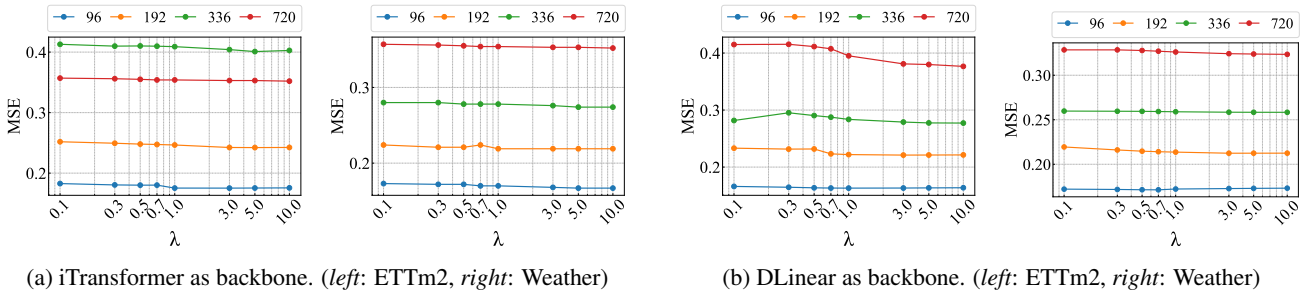 96 192 336 720
0.4
0.3
0.2
MSE
0.1 0.3 0.5 0.7 1.0 3.0 5.0 10.0
λ
96 192 336 720
0.3
0.2
MSE
0.1 0.3 0.5 0.7 1.0 3.0 5.0 10.0
λ
(a) iTransformer as backbone. (left: ETTm2, right: Weather)
96 192 336 720
0.4
0.3
0.2
MSE
0.1 0.3 0.5 0.7 1.0 3.0 5.0 10.0
λ
96 192 336 720
0.30
0.25
0.20
MSE
0.1 0.3 0.5 0.7 1.0 3.0 5.0 10.0
λ
(b) DLinear as backbone. (left: ETTm2, right: Weather)